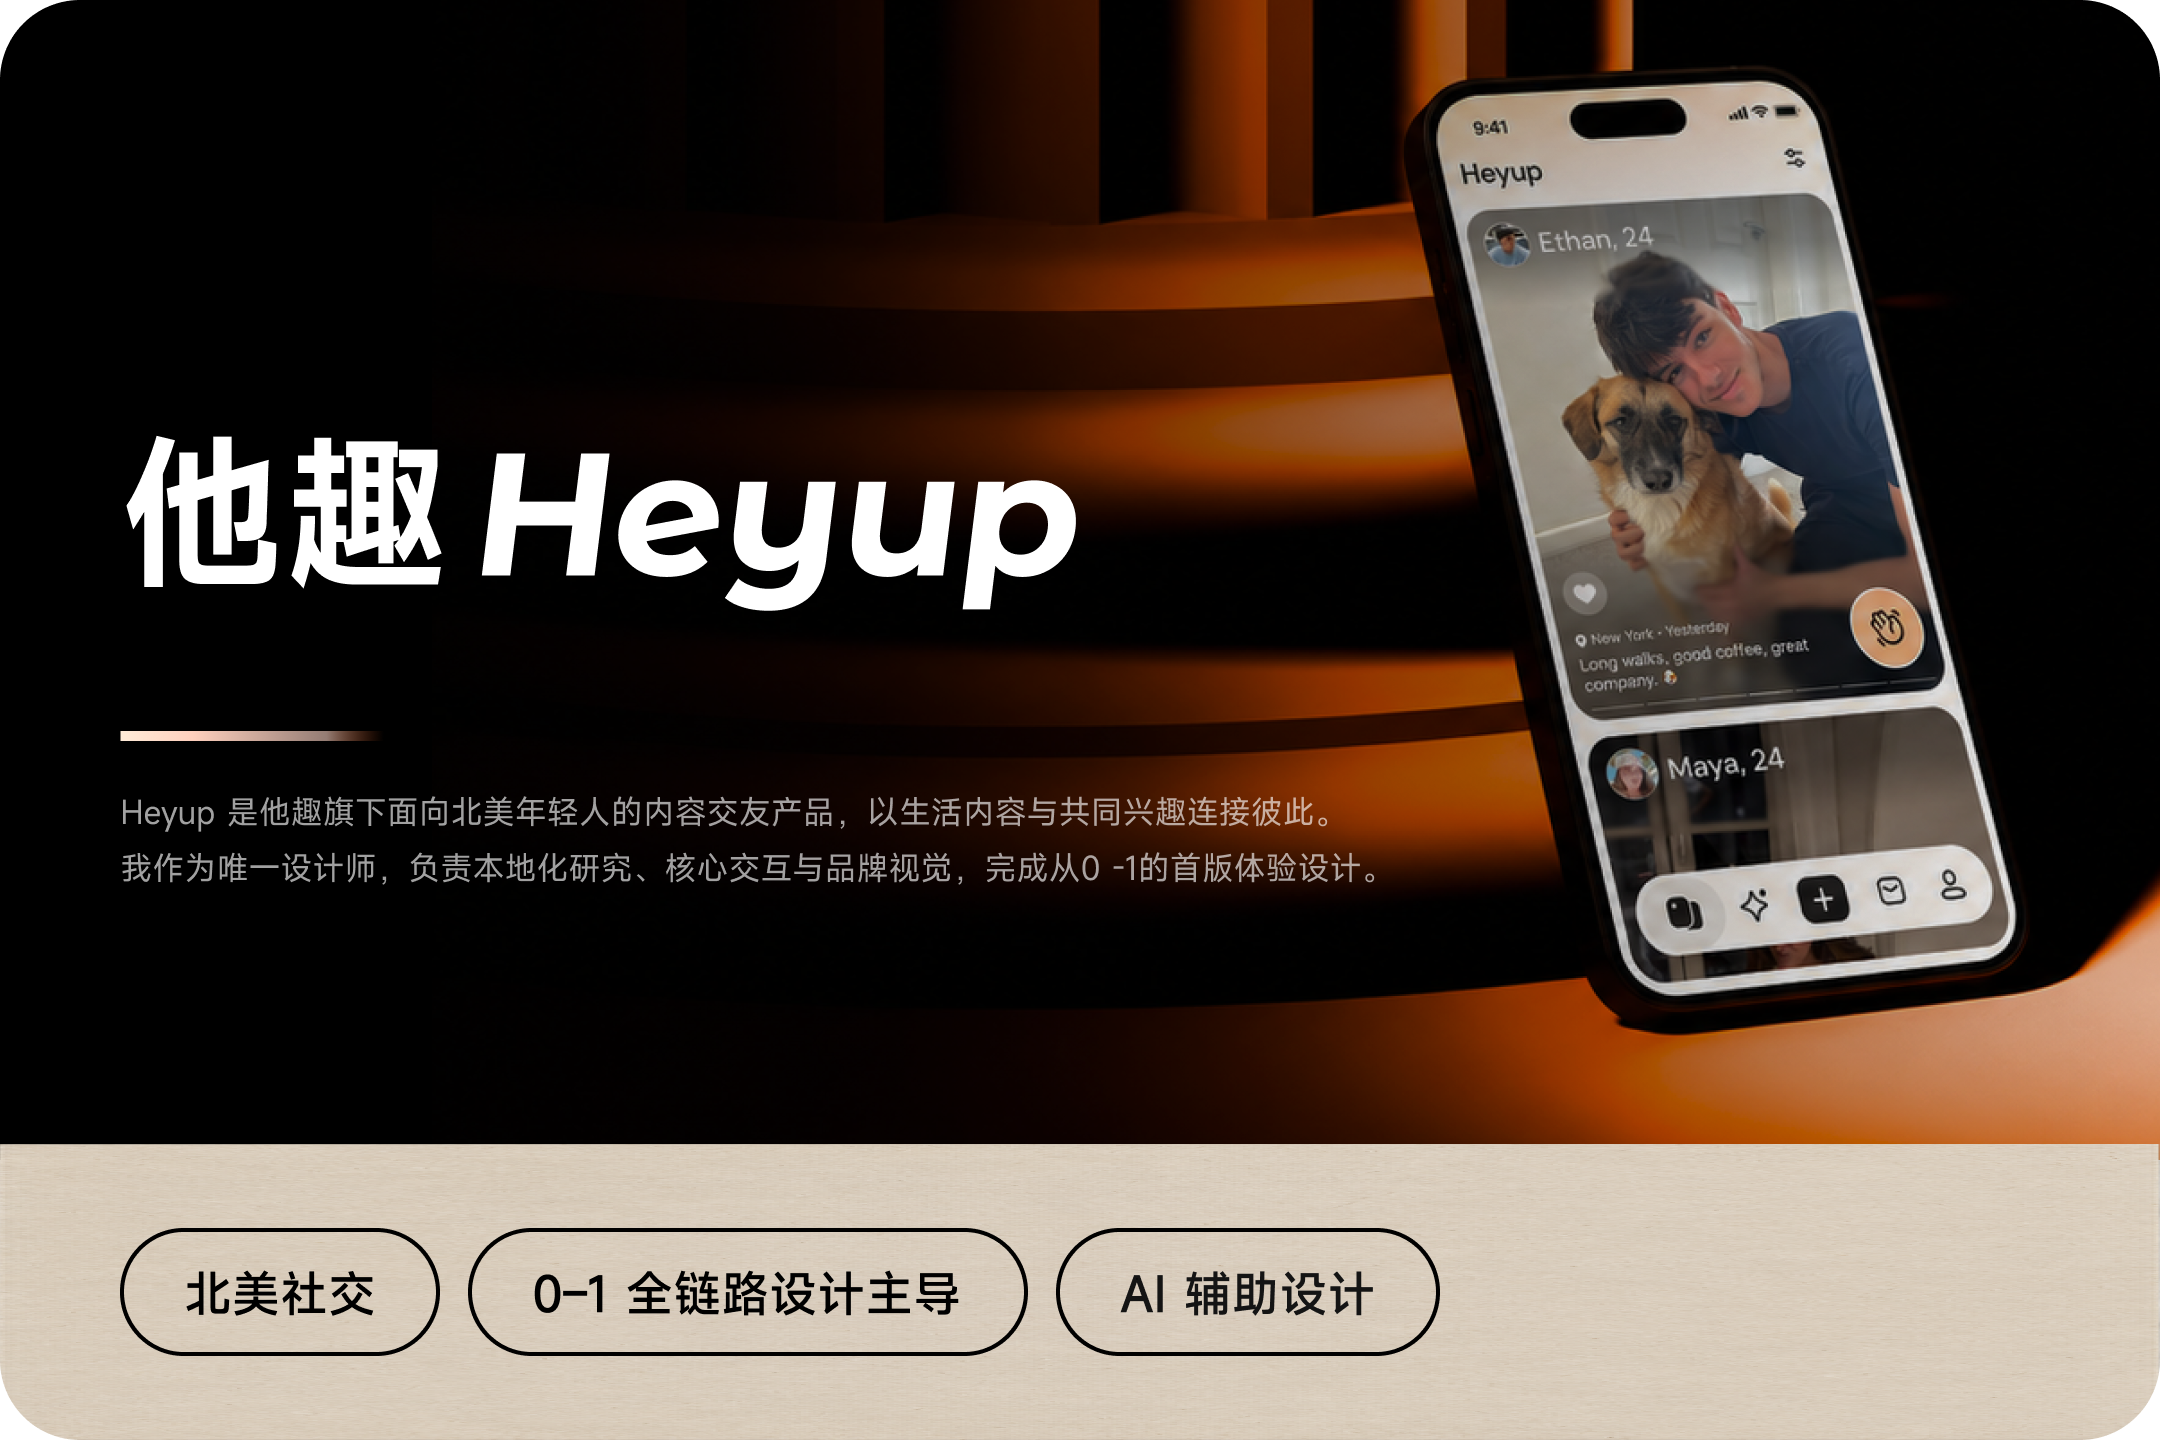 他趣 Heyup
Heyup 是他趣旗下面向北美年轻人的内容交友产品，以生活内容与共同兴趣连接彼此。
我作为唯一设计师，负责本地化研究、核心交互与品牌视觉，完成从0 -1的首版体验设计。
9:41
Heyup
Ethan, 24
New York · Yesterday
Long walks, good coffee, great
company.
Maya, 24
北美社交
0–1 全链路设计主导
AI 辅助设计